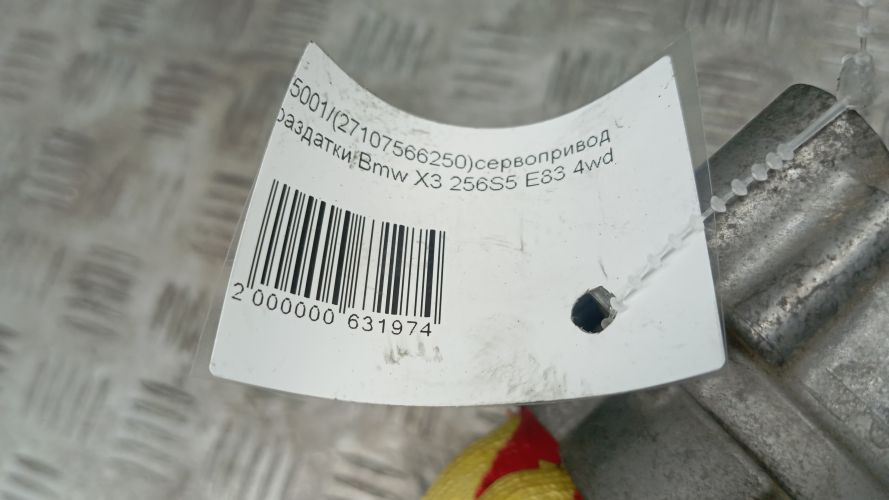 5001/(27107566250)сервопривод
раздатки Bmw X3 256S5 E83 4wd
2 000000 631974